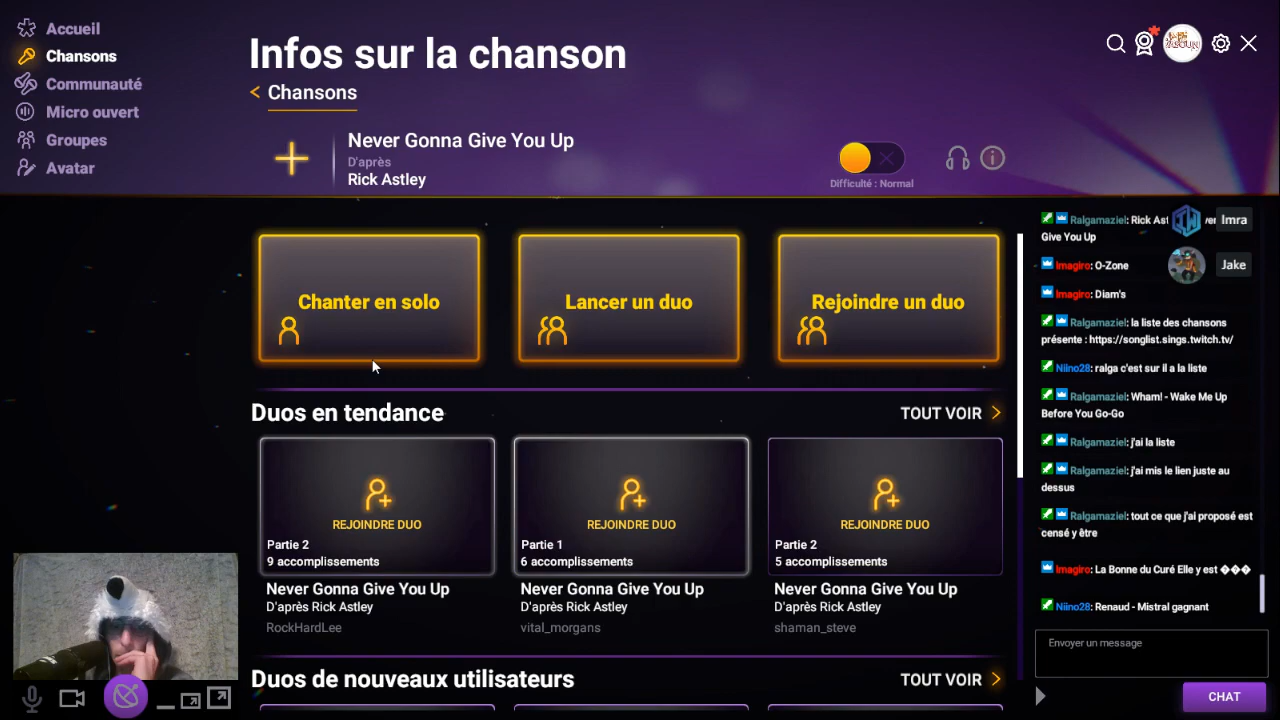 Accueil
Chansons
Communauté
Micro ouvert
Groupes
Avatar
Infos sur la chanson
< Chansons
Never Gonna Give You Up
D'après
Rick Astley
Difficulté : Normal
Chanter en solo
Lancer un duo
Rejoindre un duo
Duos en tendance
TOUT VOIR
REJOINDRE DUO
Partie 2
9 accomplissements
Never Gonna Give You Up
D'après Rick Astley
RockHardLee
REJOINDRE DUO
Partie 1
6 accomplissements
Never Gonna Give You Up
D'après Rick Astley
vital_morgans
REJOINDRE DUO
Partie 2
5 accomplissements
Never Gonna Give You Up
D'après Rick Astley
shaman_steve
Duos de nouveaux utilisateurs
TOUT VOIR
Ralgamaziel: Rick Ast
Give You Up
Imra
Imagiro: O-Zone
Jake
Imagiro: Diam's
Ralgamaziel: la liste des chansons
présente : https://songlist.sings.twitch.tv/
Niino28: ralga c'est sur il a la liste
Ralgamaziel: Wham! - Wake Me Up
Before You Go-Go
Ralgamaziel: j'ai la liste
Ralgamaziel: j'ai mis le lien juste au
dessus
Ralgamaziel: tout ce que j'ai proposé est
censé y être
Imagiro: La Bonne du Curé Elle y est ���
Niino28: Renaud - Mistral gagnant
Envoyer un message
CHAT